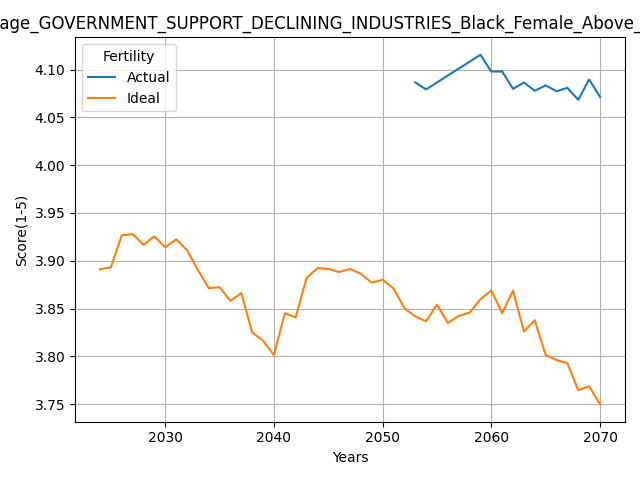 age_GOVERNMENT_SUPPORT_DECLINING_INDUSTRIES_Black_Female_Above_
Fertility
Actual
Ideal
4.10
4.05
4.00
3.95
3.90
3.85
3.80
3.75
Score(1-5)
2030 2040 2050 2060 2070
Years